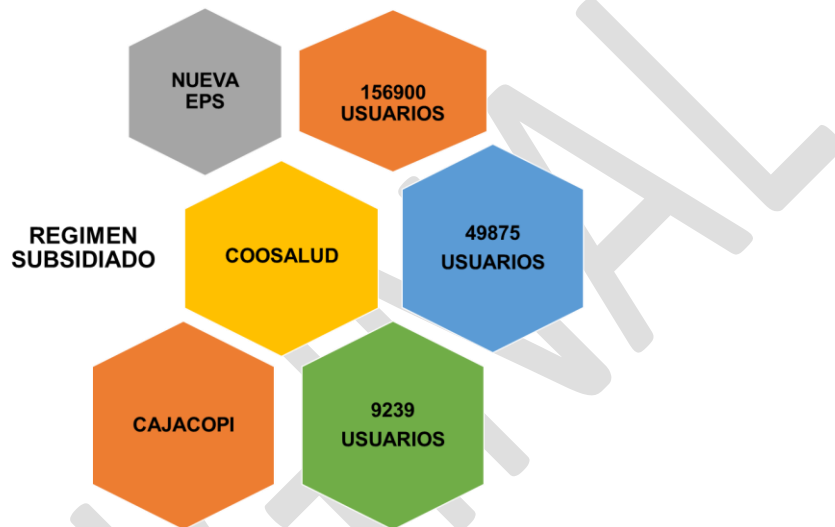 NUEVA
EPS
156900
USUARIOS
REGIMEN
SUBSIDIADO
COOSALUD
49875
USUARIOS
CAJACOPI
9239
USUARIOS